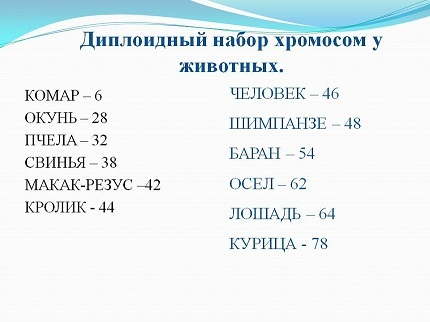 Диплоидный набор хромосом у
животных.
КОМАР – 6
ОКУНЬ – 28
ПЧЕЛА – 32
СВИНЬЯ – 38
МАКАК-РЕЗУС –42
КРОЛИК - 44
ЧЕЛОВЕК – 46
ШИМПАНЗЕ – 48
БАРАН – 54
ОСЕЛ – 62
ЛОШАДЬ – 64
КУРИЦА - 78